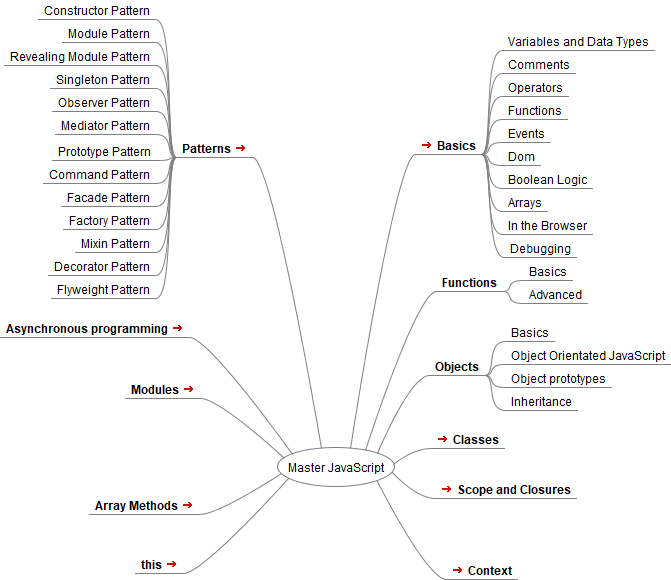 Constructor Pattern
Module Pattern
Revealing Module Pattern
Singleton Pattern
Observer Pattern
Mediator Pattern
Prototype Pattern
Command Pattern
Facade Pattern
Factory Pattern
Mixin Pattern
Decorator Pattern
Flyweight Pattern
Patterns
Asynchronous programming
Modules
Array Methods
this
Master JavaScript
Basics
Variables and Data Types
Comments
Operators
Functions
Events
Dom
Boolean Logic
Arrays
In the Browser
Debugging
Functions
Basics
Advanced
Objects
Basics
Object Orientated JavaScript
Object prototypes
Inheritance
Classes
Scope and Closures
Context